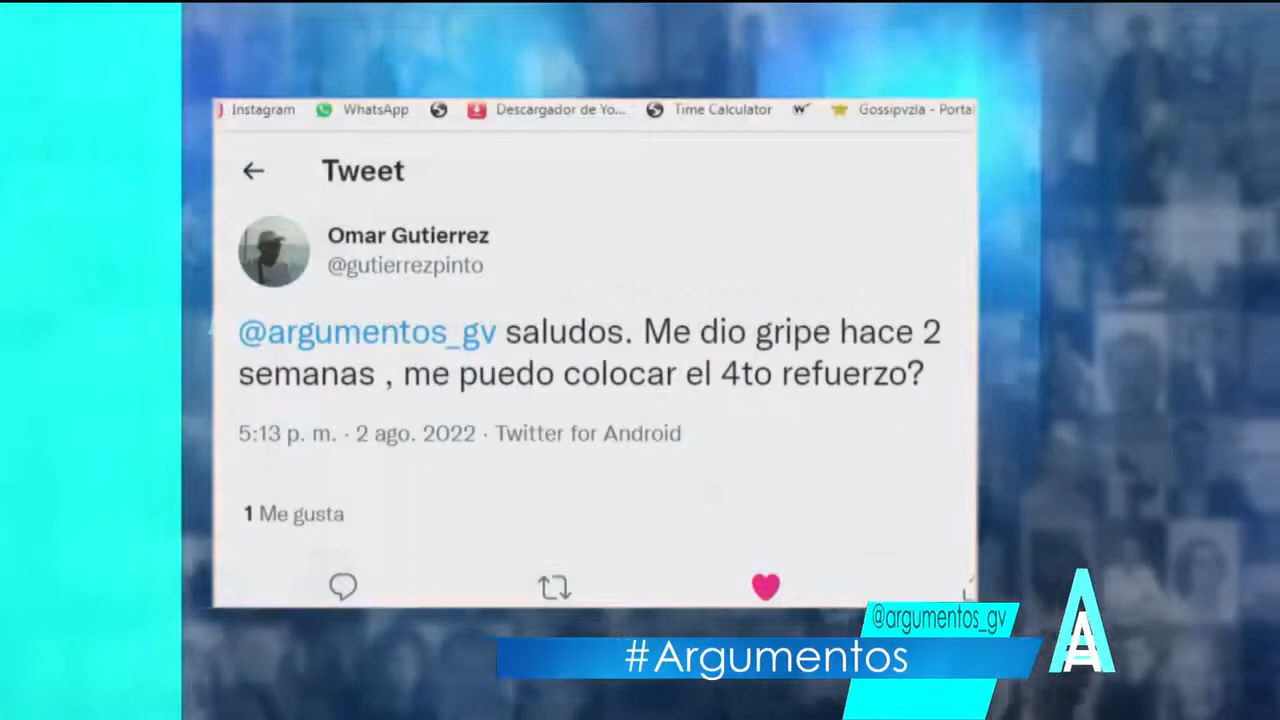 Instagram WhatsApp Descargador de Yo... Time Calculator Gossipvzla - Portal
Tweet
Omar Gutierrez
@gutierrezpinto
@argumentos_gv saludos. Me dio gripe hace 2
semanas , me puedo colocar el 4to refuerzo?
5:13 p. m. · 2 ago. 2022 · Twitter for Android
1 Me gusta
@argumentos_gv
#Argumentos